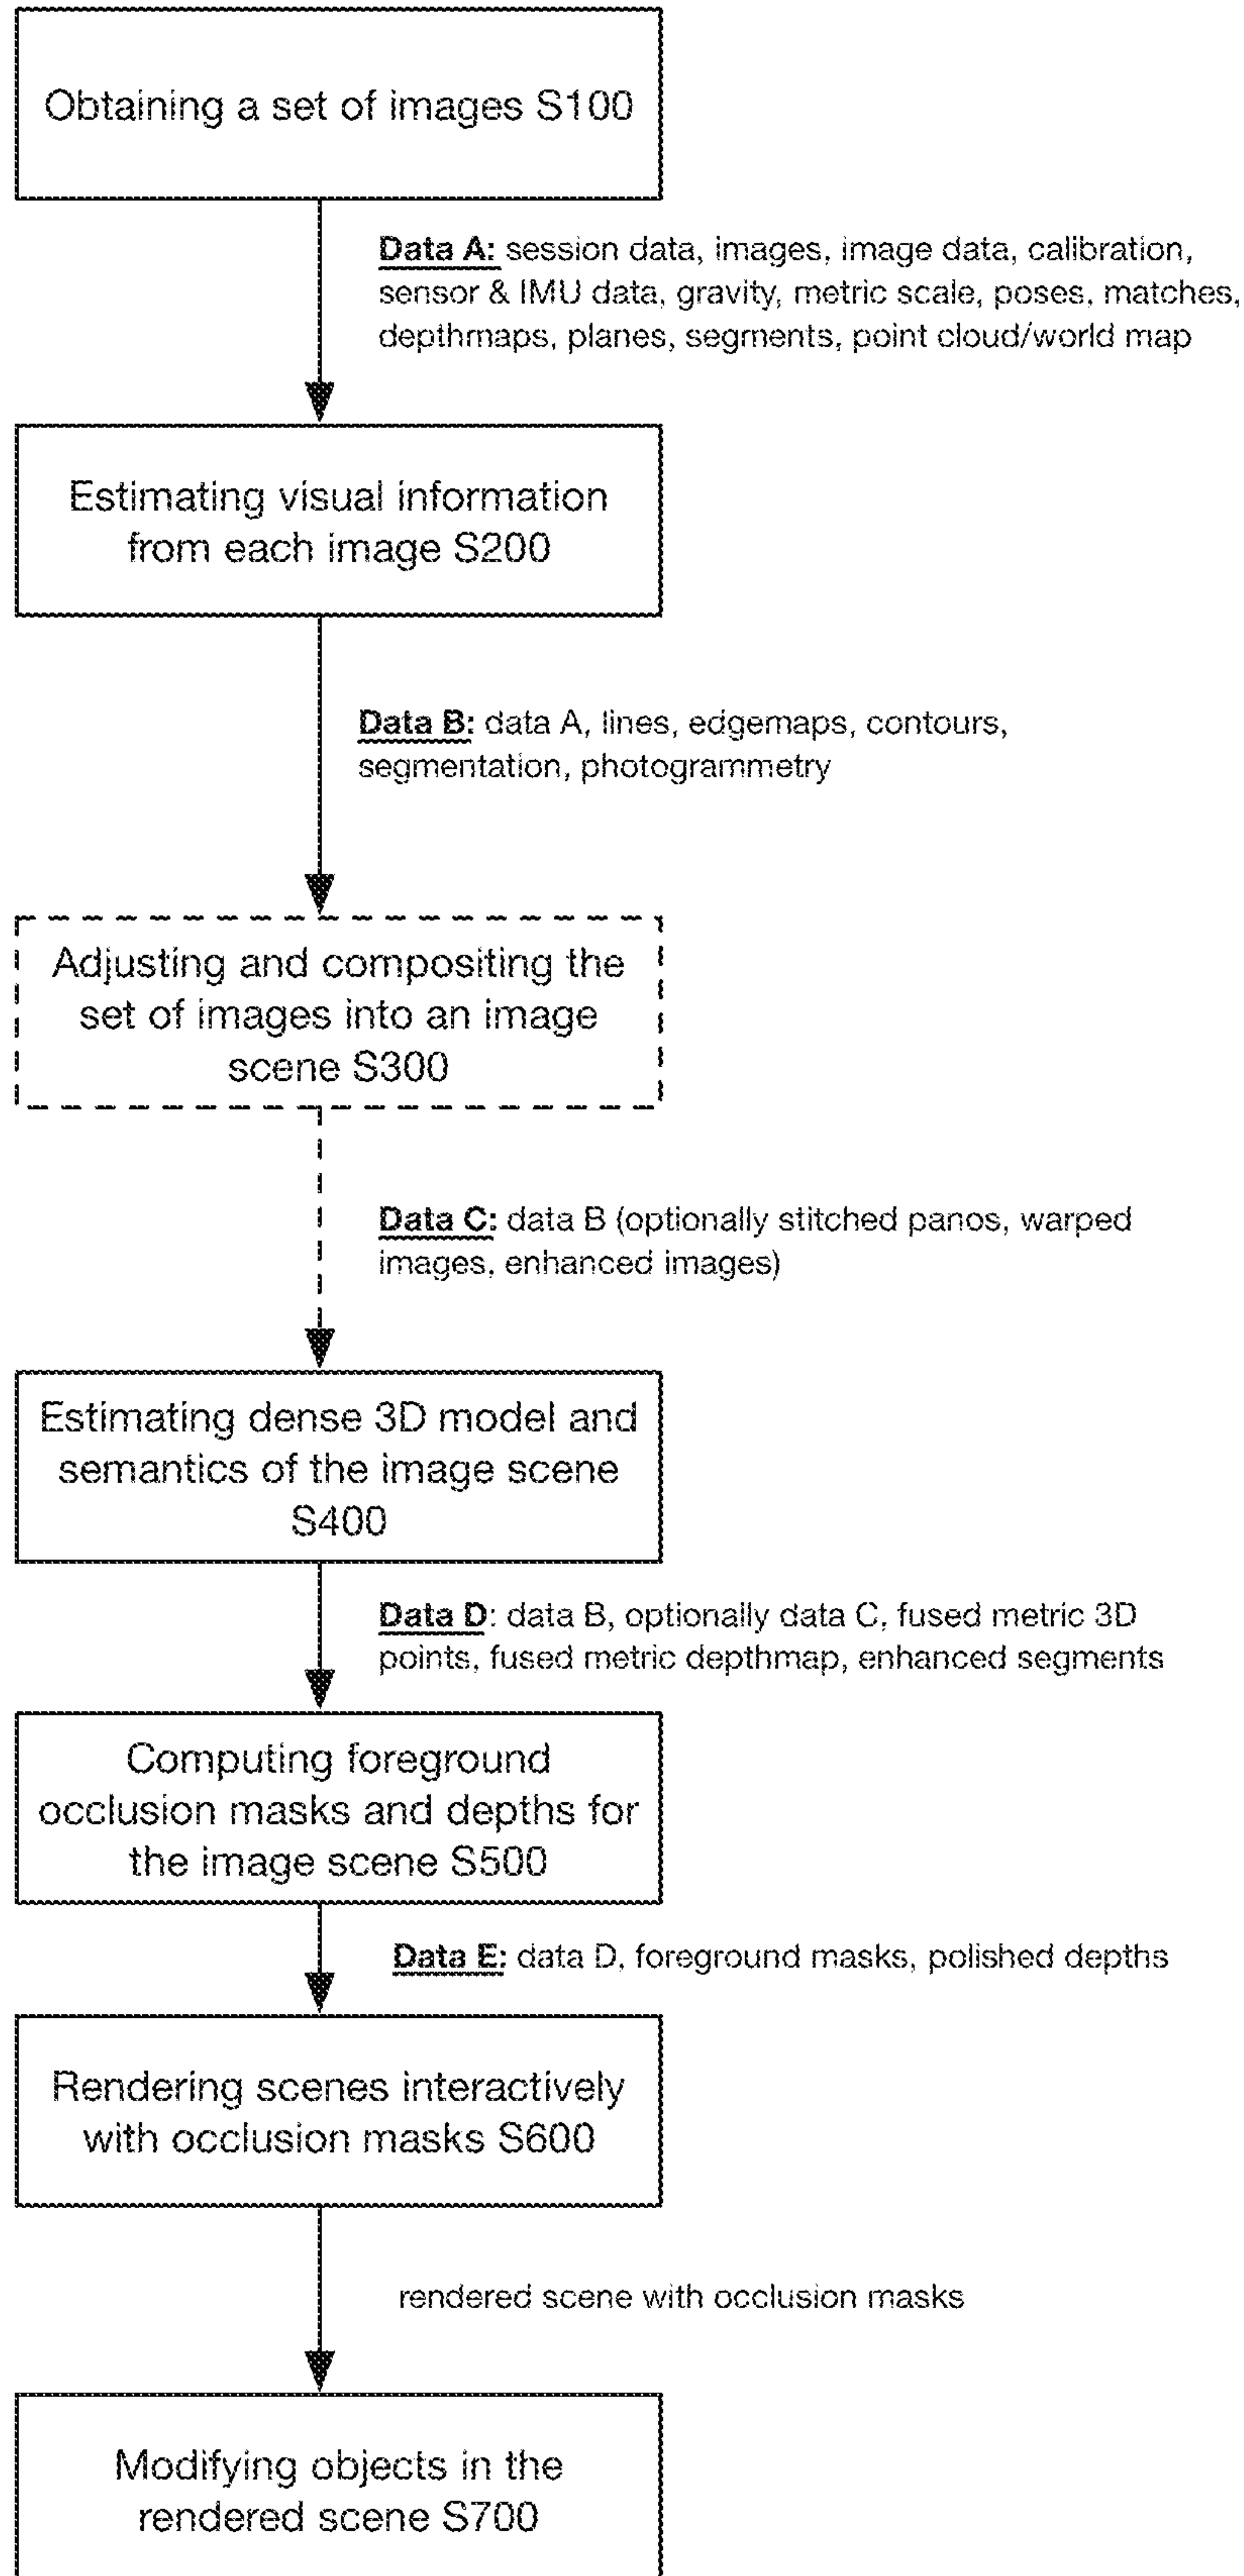 Obtaining a set of images S100
Data A: session data, images, image data, calibration,
sensor & IMU data, gravity, metric scale, poses, matches,
depthmaps, planes, segments, point cloud/world map
Estimating visual information
from each image S200
Data B: data A, lines, edgemaps, contours,
segmentation, photogrammetry
Adjusting and compositing the
set of images into an image
scene S300
Data C: data B (optionally stitched panos, warped
images, enhanced images)
Estimating dense 3D model and
semantics of the image scene
S400
Data D: data B, optionally data C, fused metric 3D
points, fused metric depthmap, enhanced segments
Computing foreground
occlusion masks and depths for
the image scene S500
Data E: data D, foreground masks, polished depths
Rendering scenes interactively
with occlusion masks S600
rendered scene with occlusion masks
Modifying objects in the
rendered scene S700